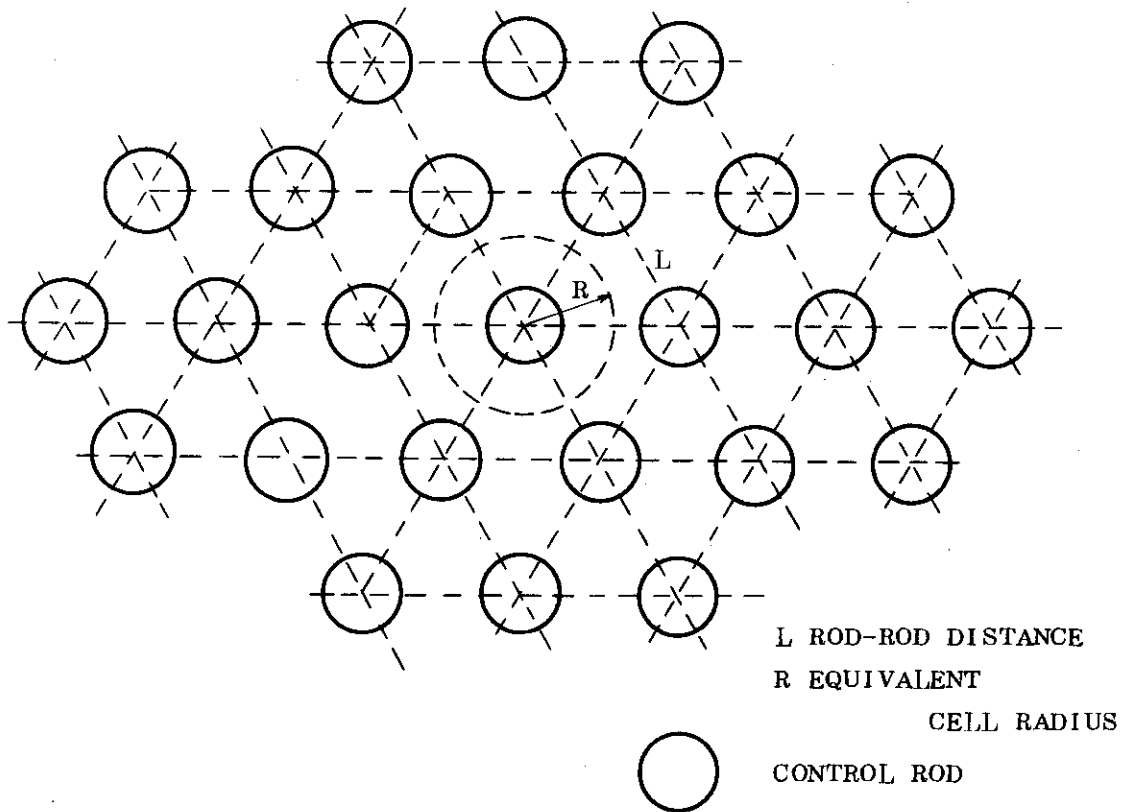 L
R
L ROD-ROD DISTANCE
R EQUIVALENT
CELL RADIUS
CONTROL ROD